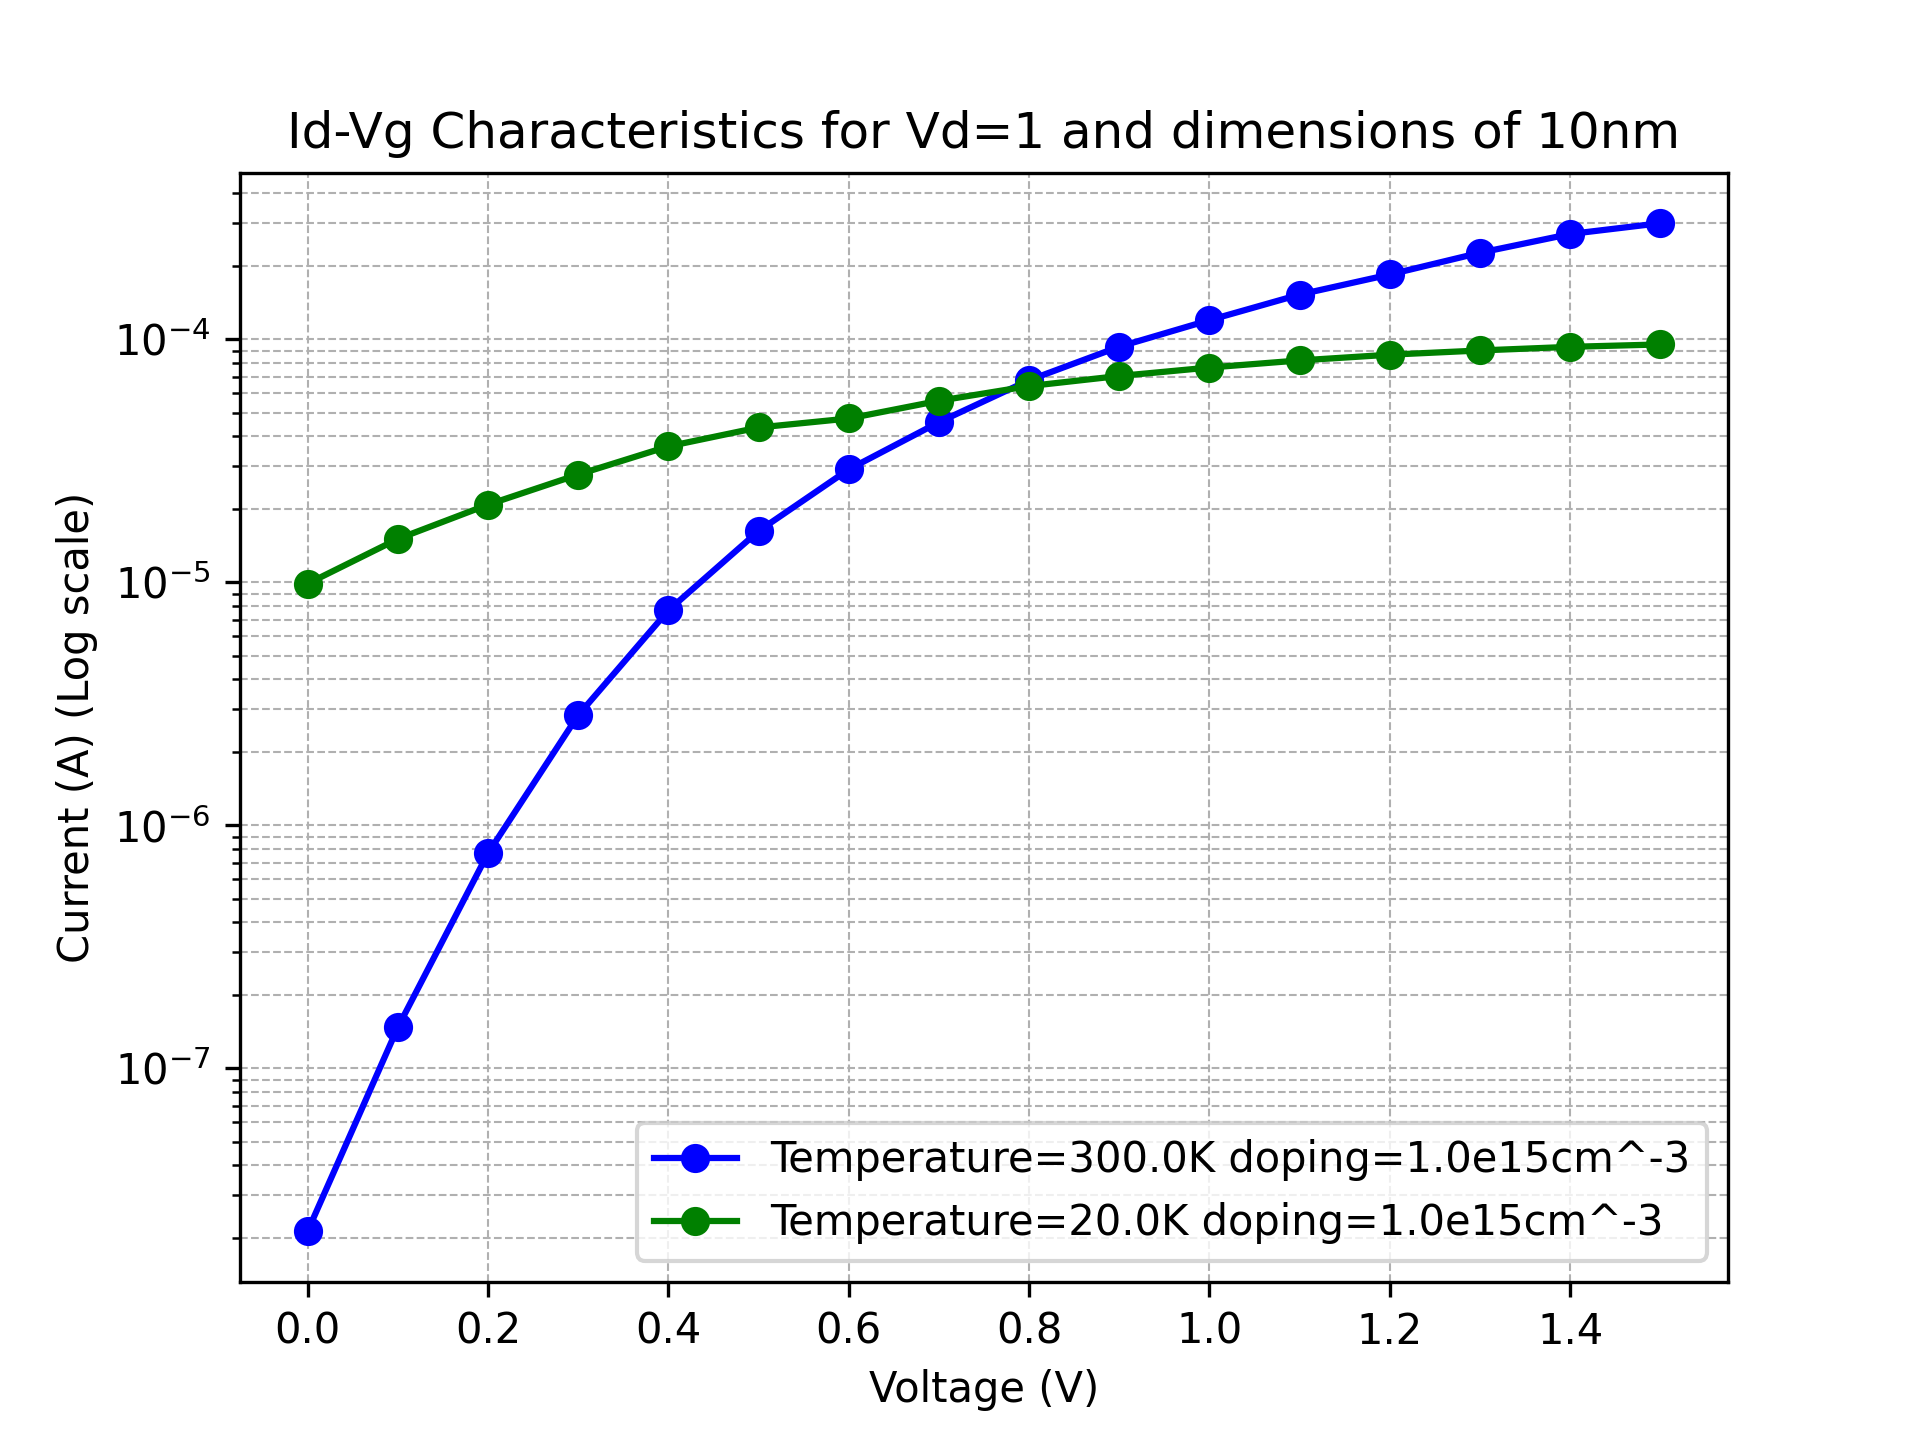 Id-Vg Characteristics for Vd=1 and dimensions of 10nm
Current (A) (Log scale)
10⁻⁴
10⁻⁵
10⁻⁶
10⁻⁷
Temperature=300.0K doping=1.0e15cm^-3
Temperature=20.0K doping=1.0e15cm^-3
0.0 0.2 0.4 0.6 0.8 1.0 1.2 1.4
Voltage (V)